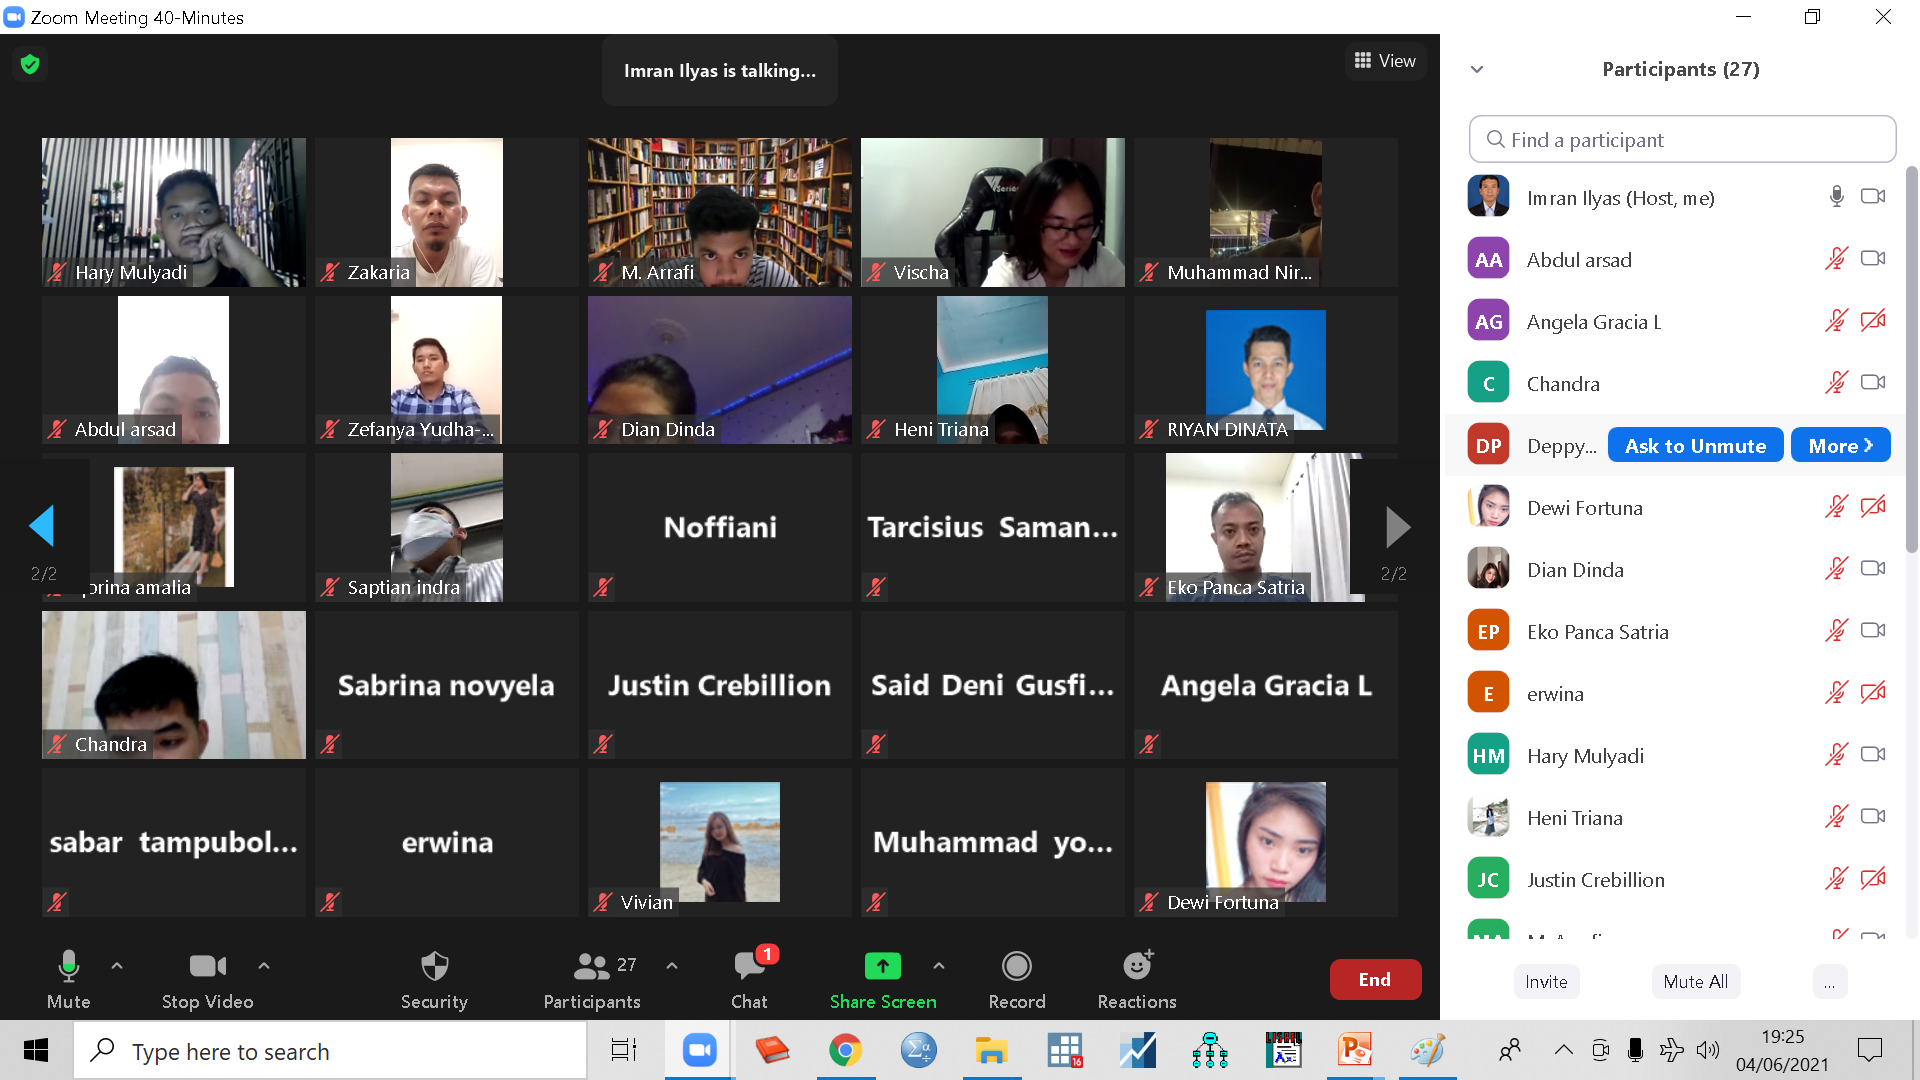 Zoom Meeting 40-Minutes
Imran Ilyas is talking...
View
Hary Mulyadi
Zakaria
M. Arrafi
Vischa
Muhammad Nir...
Abdul arsad
Zefanya Yudha-...
Dian Dinda
Heni Triana
RIYAN DINATA
orina amalia
Saptian indra
Noffiani
Tarcisius Saman...
Eko Panca Satria
2/2
2/2
Chandra
Sabrina novyela
Justin Crebillion
Said Deni Gusfi...
Angela Gracia L
sabar tampubol...
erwina
Vivian
Muhammad yo...
Dewi Fortuna
Mute
Stop Video
Security
Participants
27
Chat
1
Share Screen
Record
Reactions
End
Participants (27)
Find a participant
Imran Ilyas (Host, me)
AA Abdul arsad
AG Angela Gracia L
C Chandra
DP Deppy... Ask to Unmute More
Dewi Fortuna
Dian Dinda
EP Eko Panca Satria
E erwina
HM Hary Mulyadi
Heni Triana
JC Justin Crebillion
Invite
Mute All
...
Type here to search
16
19:25
04/06/2021